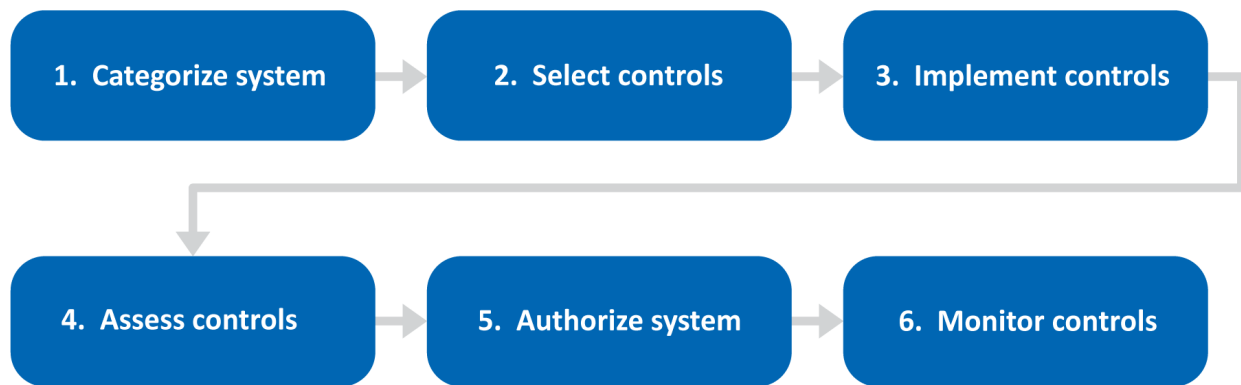 1. Categorize system
2. Select controls
3. Implement controls
4. Assess controls
5. Authorize system
6. Monitor controls